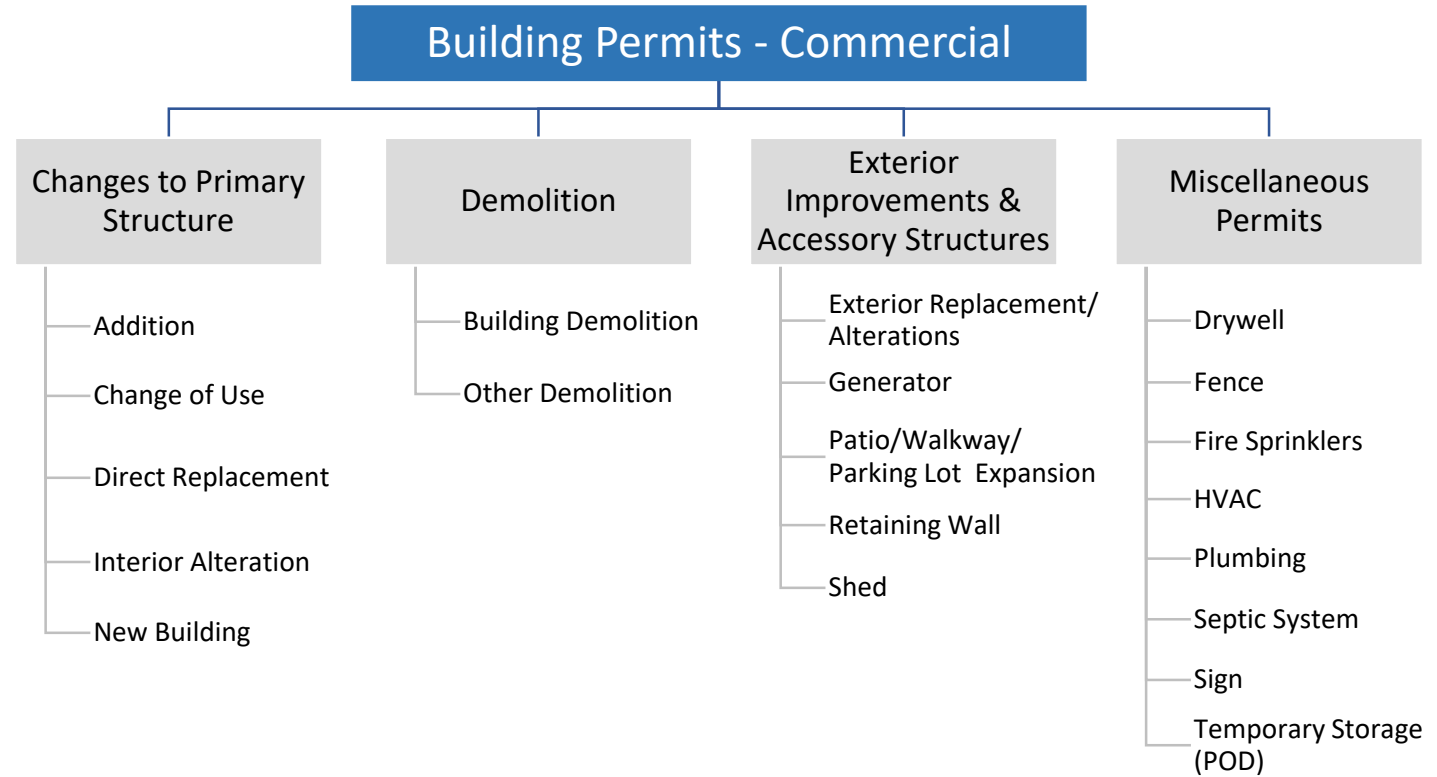 Building Permits - Commercial
Changes to Primary
Structure
Addition
Change of Use
Direct Replacement
Interior Alteration
New Building
Demolition
Building Demolition
Other Demolition
Exterior
Improvements &
Accessory Structures
Exterior Replacement/
Alterations
Generator
Patio/Walkway/
Parking Lot Expansion
Retaining Wall
Shed
Miscellaneous
Permits
Drywell
Fence
Fire Sprinklers
HVAC
Plumbing
Septic System
Sign
Temporary Storage
(POD)